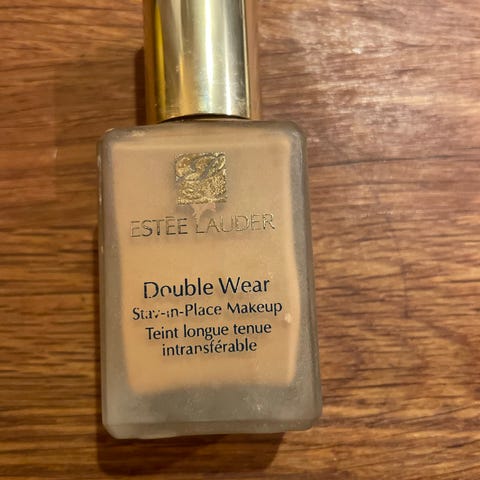 ESTĒE LAUDER
Double Wear
Stay-in-Place Makeup
Teint longue tenue
intransférable